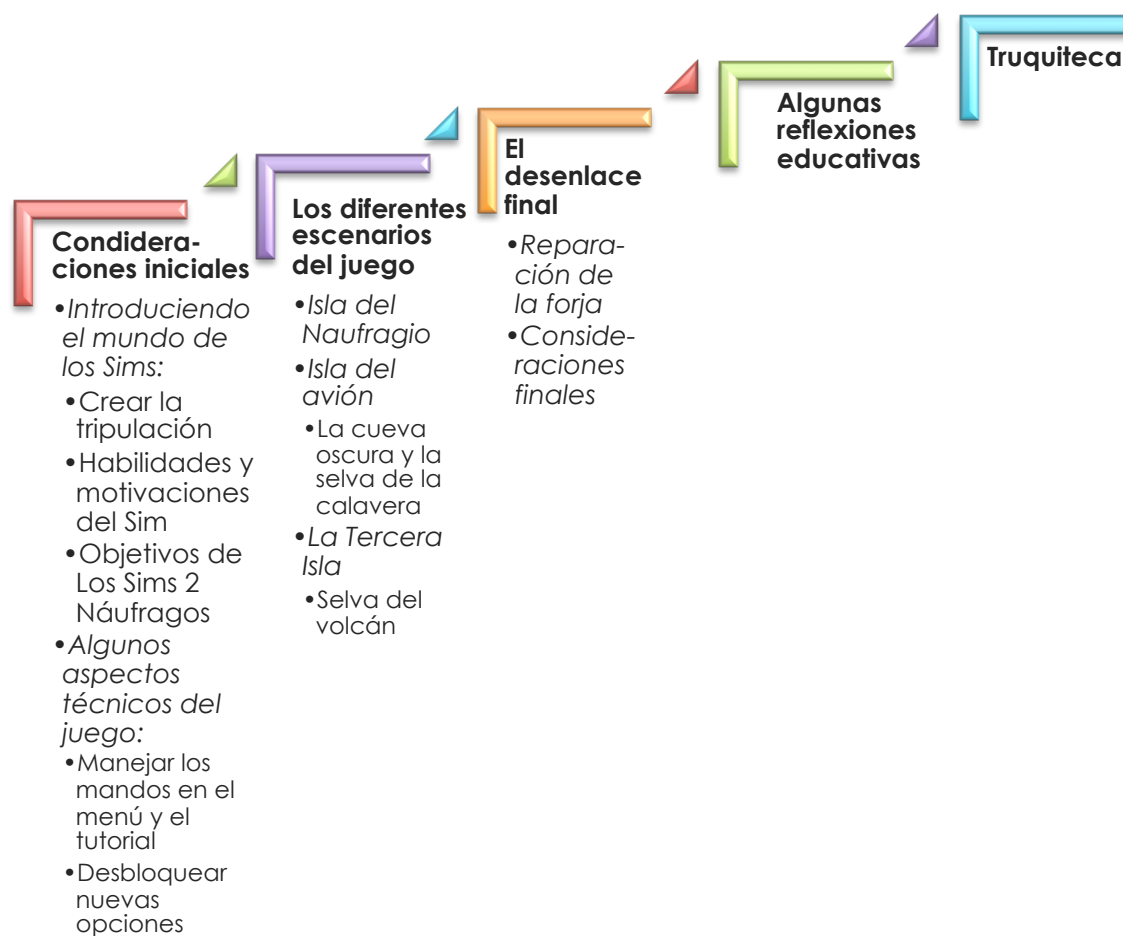 Condidera-
ciones iniciales
•Introduciendo
el mundo de
los Sims:
•Crear la
tripulación
•Habilidades y
motivaciones
del Sim
•Objetivos de
Los Sims 2
Náufragos
•Algunos
aspectos
técnicos del
juego:
•Manejar los
mandos en el
menú y el
tutorial
•Desbloquear
nuevas
opciones
Los diferentes
escenarios
del juego
•Isla del
Naufragio
•Isla del
avión
•La cueva
oscura y la
selva de la
calavera
•La Tercera
Isla
•Selva del
volcán
El
desenlace
final
•Repara-
ción de
la forja
•Conside-
raciones
finales
Algunas
reflexiones
educativas
Truquiteca